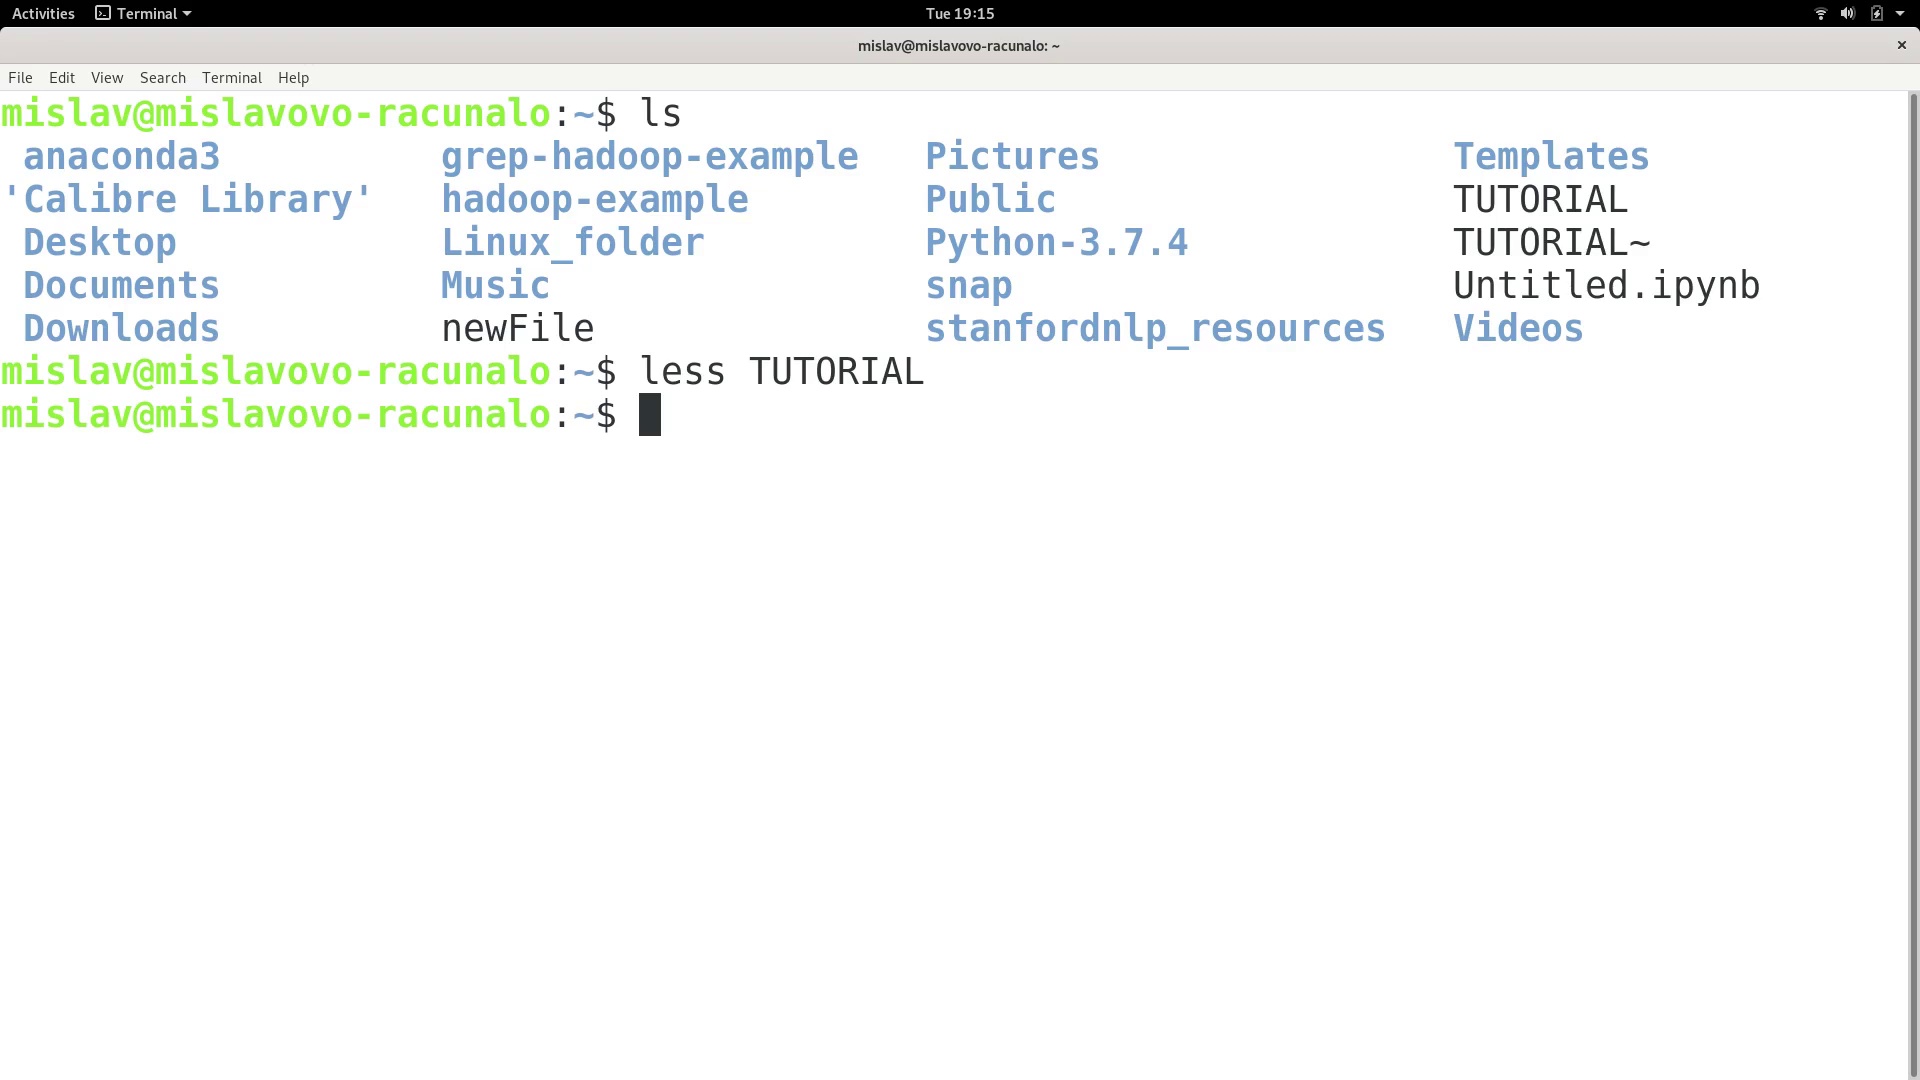 Activities Terminal Tue 19:15
mislav@mislavovo-racunalo: ~
File Edit View Search Terminal Help
mislav@mislavovo-racunalo:~$ ls
anaconda3 grep-hadoop-example Pictures Templates
'Calibre Library' hadoop-example Public TUTORIAL
Desktop Linux_folder Python-3.7.4 TUTORIAL~
Documents Music snap Untitled.ipynb
Downloads newFile stanfordnlp_resources Videos
mislav@mislavovo-racunalo:~$ less TUTORIAL
mislav@mislavovo-racunalo:~$